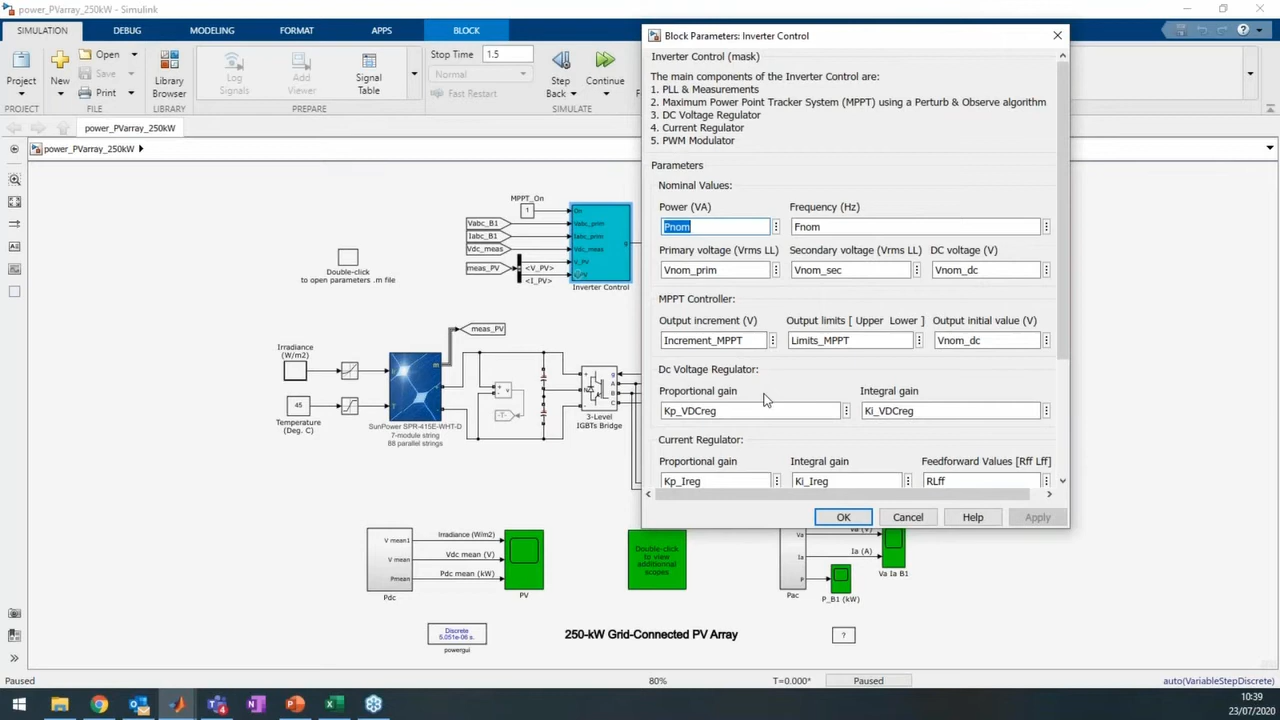 power_PVarray_250kW - Simulink
SIMULATION DEBUG MODELING FORMAT APPS BLOCK
Project
New
Open
Save
Print
Library
Browser
Log
Signals
Add
Viewer
Signal
Table
Stop Time 1.5
Normal
Fast Restart
Step
Back
Continue
PROJECT FILE LIBRARY PREPARE SIMULATE
power_PVarray_250kW
power_PVarray_250kW
Block Parameters: Inverter Control
Inverter Control (mask)
The main components of the Inverter Control are:
1. PLL & Measurements
2. Maximum Power Point Tracker System (MPPT) using a Perturb & Observe algorithm
3. DC Voltage Regulator
4. Current Regulator
5. PWM Modulator
Parameters
Nominal Values:
Power (VA) Frequency (Hz)
Pnom Fnom
Primary voltage (Vrms LL) Secondary voltage (Vrms LL) DC voltage (V)
Vnom_prim Vnom_sec Vnom_dc
MPPT Controller:
Output increment (V) Output limits [ Upper Lower ] Output initial value (V)
Increment_MPPT Limits_MPPT Vnom_dc
Dc Voltage Regulator:
Proportional gain Integral gain
Kp_VDCreg Ki_VDCreg
Current Regulator:
Proportional gain Integral gain Feedforward Values [Rff Lff]
Kp_Ireg Ki_Ireg RLff
OK Cancel Help Apply
MPPT_On
1
On
Vabc_B1
Vabc_prim
Iabc_B1
Iabc_prim
Vdc_meas
Vdc_meas
g
meas_PV
<V_PV>
V_PV
<I_PV>
Inverter Control
Double-click
to open parameters .m file
meas_PV
Irradiance
(W/m2)
45
Temperature
(Deg. C)
SunPower SPR-415E-WHT-D
7-module string
88 parallel strings
-T-
+
N
-
g
A
B
C
3-Level
IGBTs Bridge
V mean1
V mean
Pmean
Pdc
Irradiance (W/m2)
Vdc mean (V)
Pdc mean (kW)
PV
Double-click
to view
additionnal
scopes
Va
Ia
P
Pac
Va (V)
Ia (A)
Va Ia B1
P_B1 (kW)
Discrete
5.051e-06 s.
powergui
250-kW Grid-Connected PV Array
?
Paused 80% T=0.000* Paused auto(VariableStepDiscrete)
10:39
23/07/2020